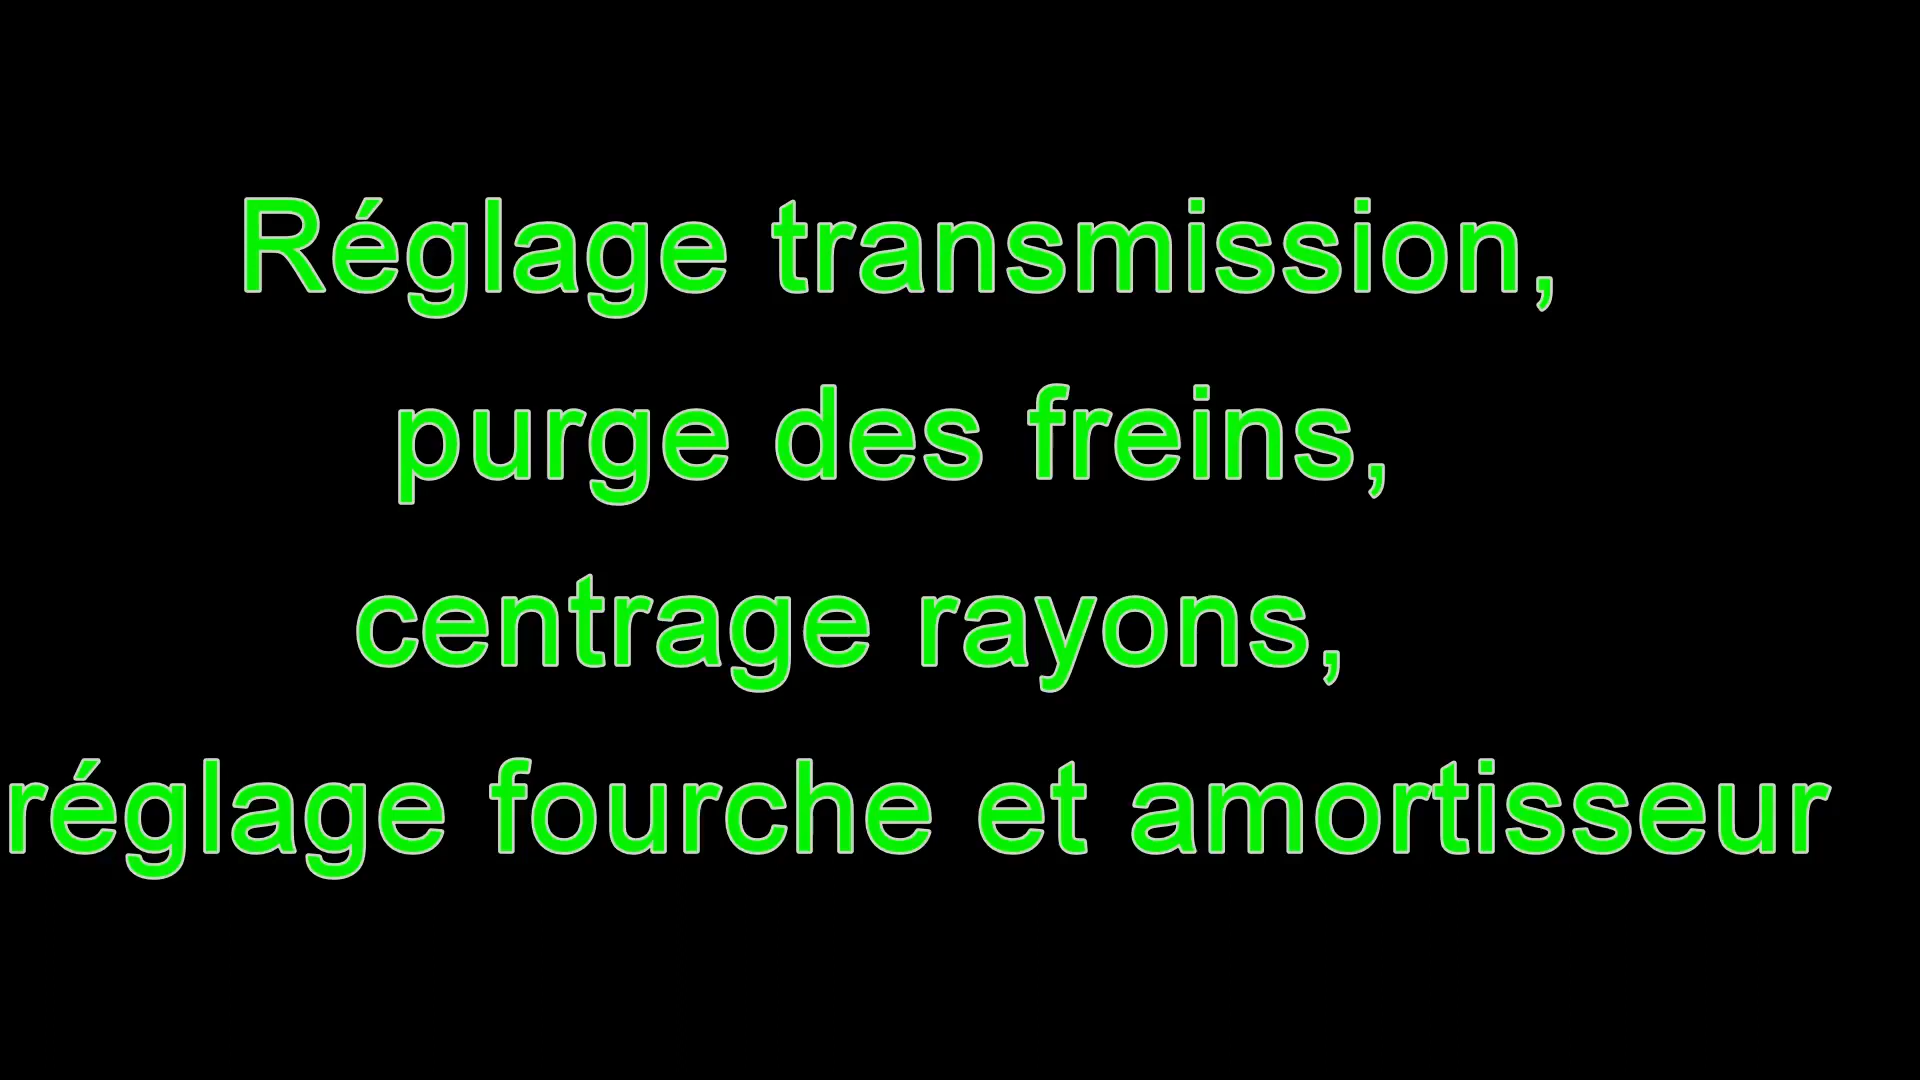 Réglage transmission,
purge des freins,
centrage rayons,
réglage fourche et amortisseur